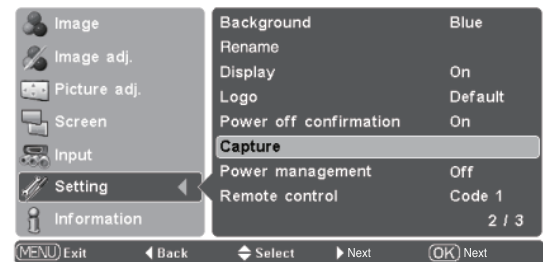 Image
Image adj.
Picture adj.
Screen
Input
Setting
Information
Background Blue
Rename
Display On
Logo Default
Power off confirmation On
Capture
Power management Off
Remote control Code 1
2 / 3
MENU Exit Back Select Next OK Next